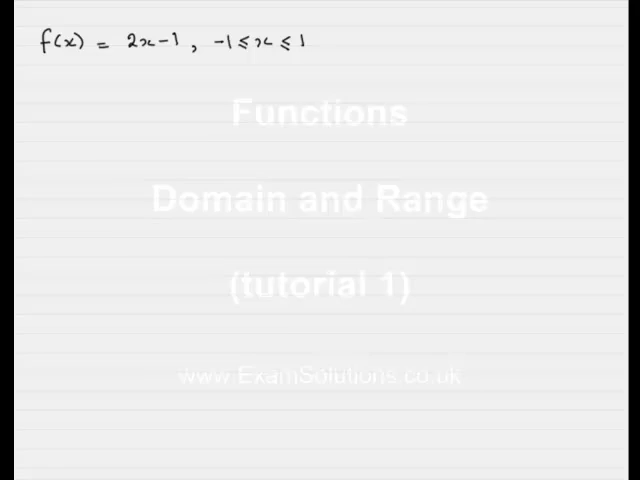 f(x) = 2x-1, -1 ≤ x ≤ 1
Functions
Domain and Range
(tutorial 1)
www.ExamSolutions.co.uk